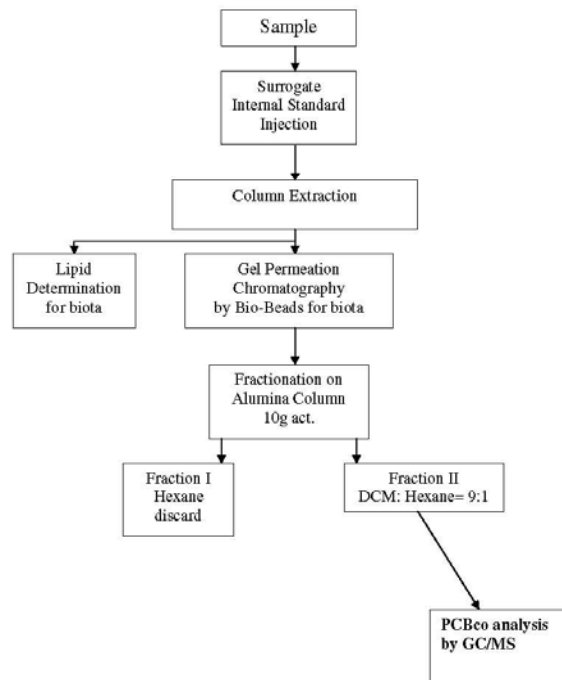 Sample
Surrogate
Internal Standard
Injection
Column Extraction
Lipid
Determination
for biota
Gel Permeation
Chromatography
by Bio-Beads for biota
Fractionation on
Alumina Column
10g act.
Fraction I
Hexane
discard
Fraction II
DCM: Hexane= 9:1
PCBco analysis
by GC/MS